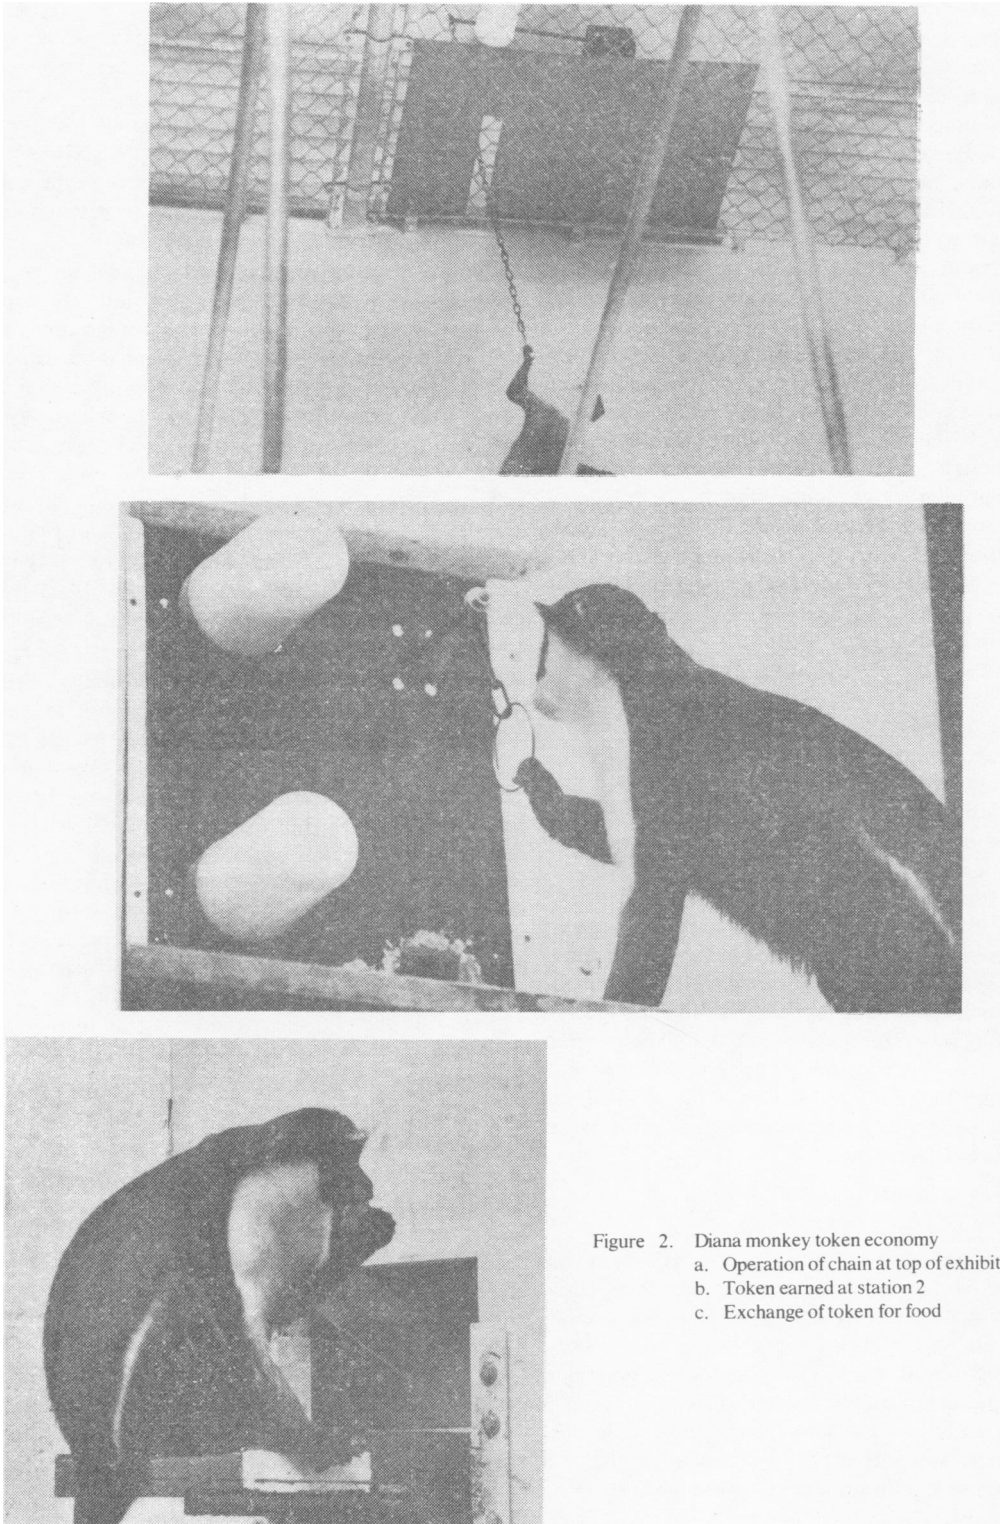 Figure 2. Diana monkey token economy
a. Operation of chain at top of exhibit
b. Token earned at station 2
c. Exchange of token for food